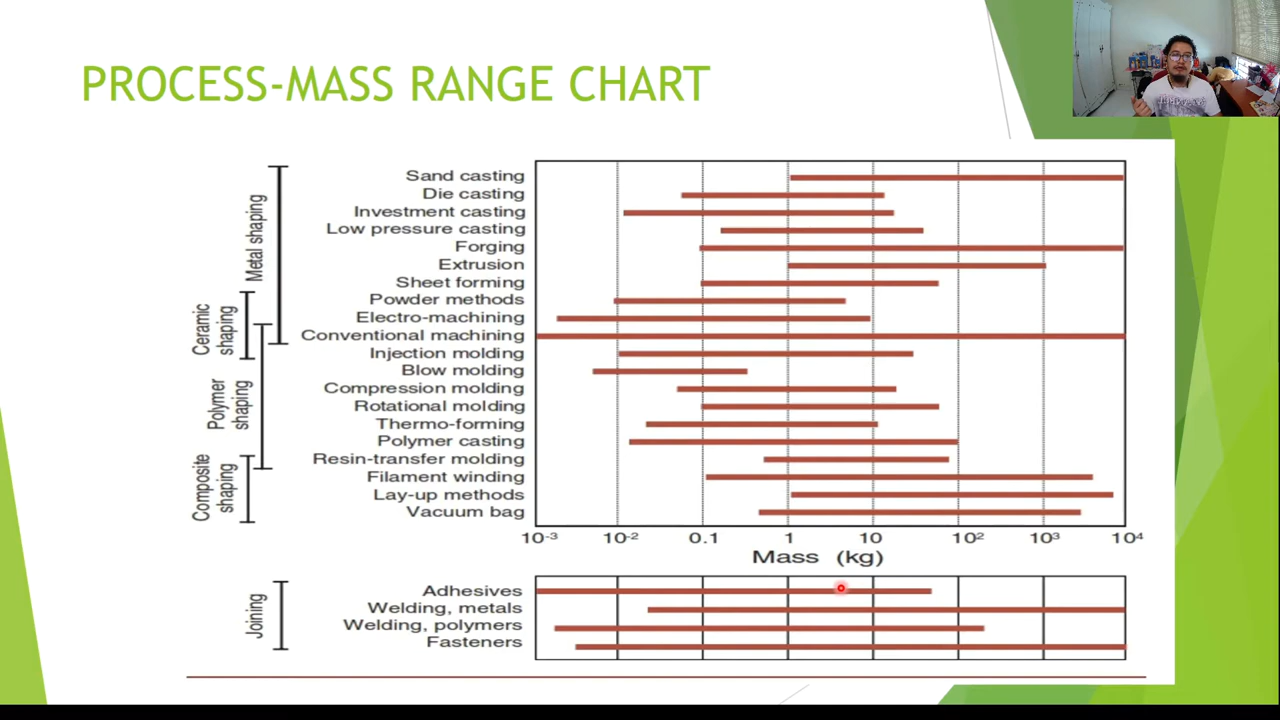 PROCESS-MASS RANGE CHART
Metal shaping
Ceramic shaping
Polymer shaping
Composite shaping
Sand casting
Die casting
Investment casting
Low pressure casting
Forging
Extrusion
Sheet forming
Powder methods
Electro-machining
Conventional machining
Injection molding
Blow molding
Compression molding
Rotational molding
Thermo-forming
Polymer casting
Resin-transfer molding
Filament winding
Lay-up methods
Vacuum bag
10⁻³ 10⁻² 0.1 1 10 10² 10³ 10⁴
Mass (kg)
Joining
Adhesives
Welding, metals
Welding, polymers
Fasteners